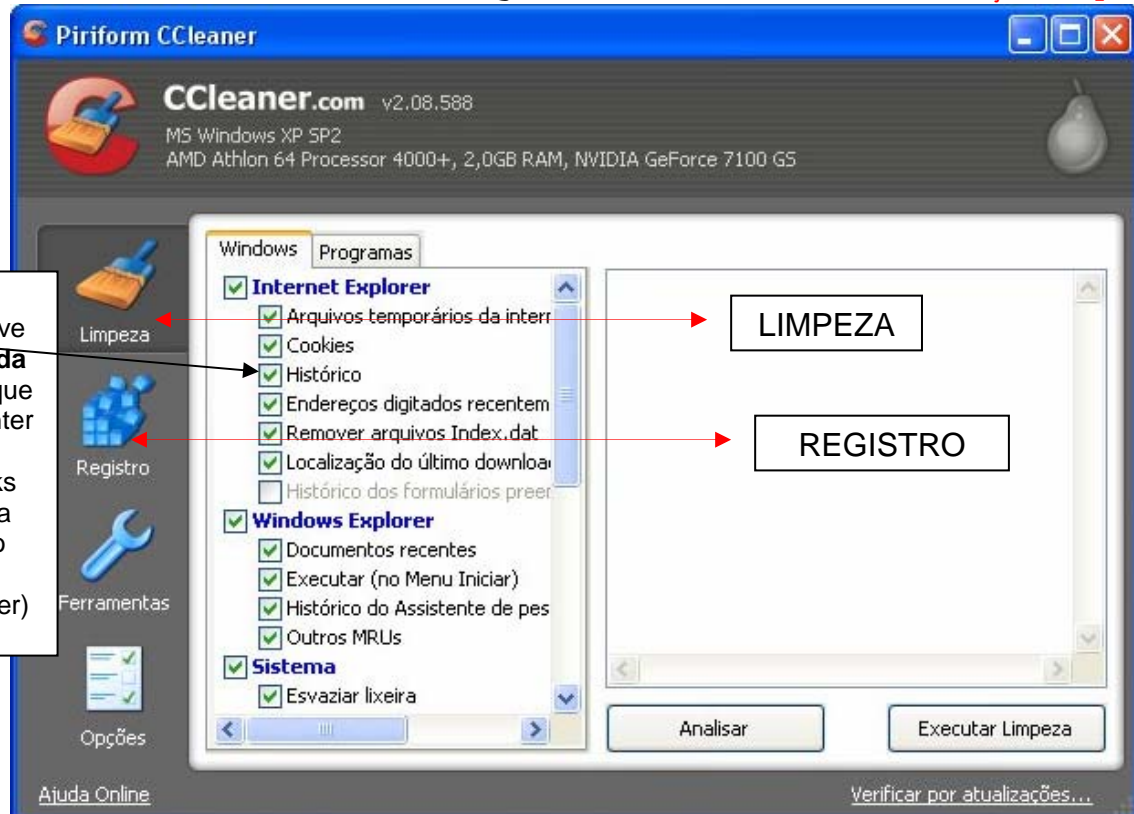 Piriform CCleaner
CCleaner.com v2.08.588
MS Windows XP SP2
AMD Athlon 64 Processor 4000+, 2,0GB RAM, NVIDIA GeForce 7100 GS
Limpeza
Registro
Ferramentas
Opções
ve
da
que
ter
ks
a
o
er)
Windows
Programas
Internet Explorer
Arquivos temporários da intern
Cookies
Histórico
Endereços digitados recentem
Remover arquivos Index.dat
Localização do último downloa
Histórico dos formulários preen
Windows Explorer
Documentos recentes
Executar (no Menu Iniciar)
Histórico do Assistente de pes
Outros MRUs
Sistema
Esvaziar lixeira
LIMPEZA
REGISTRO
Analisar
Executar Limpeza
Ajuda Online
Verificar por atualizações...